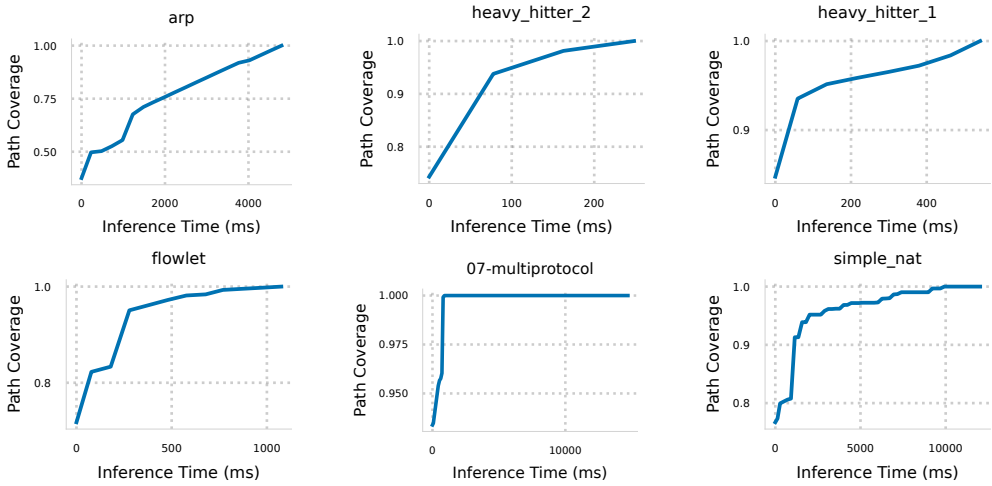 arp
1.00
0.75
0.50
Path Coverage
0 2000 4000
Inference Time (ms)
heavy_hitter_2
1.0
0.9
0.8
Path Coverage
0 100 200
Inference Time (ms)
heavy_hitter_1
1.0
0.9
Path Coverage
0 200 400
Inference Time (ms)
flowlet
1.0
0.8
Path Coverage
0 500 1000
Inference Time (ms)
07-multiprotocol
1.000
0.975
0.950
Path Coverage
0 10000
Inference Time (ms)
simple_nat
1.0
0.9
0.8
Path Coverage
0 5000 10000
Inference Time (ms)